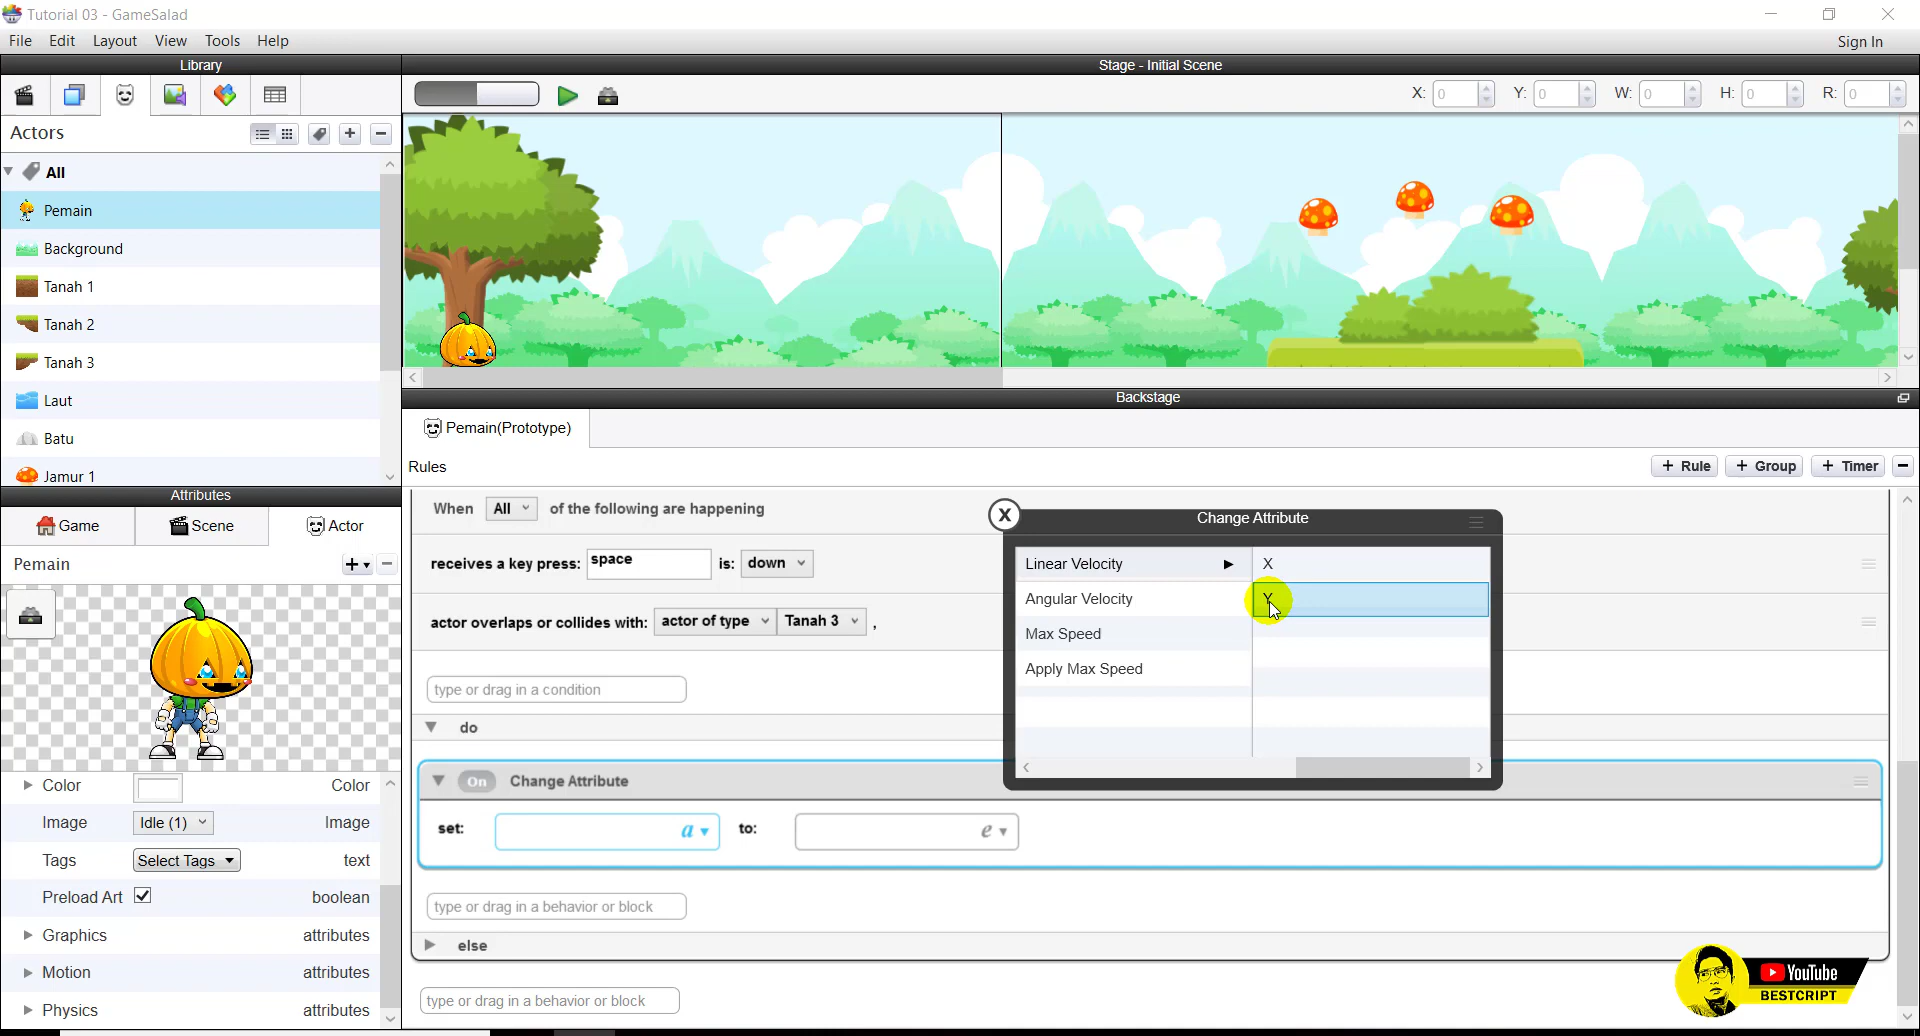 Tutorial 03 - GameSalad
File Edit Layout View Tools Help
Sign In
Library
Stage - Initial Scene
X: 0 Y: 0 W: 0 H: 0 R: 0
Actors
All
Pemain
Background
Tanah 1
Tanah 2
Tanah 3
Laut
Batu
Jamur 1
Backstage
Pemain(Prototype)
Rules
+ Rule + Group + Timer
Attributes
Game Scene Actor
Pemain
Color Color
Image Idle (1) Image
Tags Select Tags text
Preload Art boolean
Graphics attributes
Motion attributes
Physics attributes
When All of the following are happening
receives a key press: space is: down
actor overlaps or collides with: actor of type Tanah 3 ,
type or drag in a condition
do
On Change Attribute
set: a to: e
type or drag in a behavior or block
else
type or drag in a behavior or block
X
Change Attribute
Linear Velocity X
Angular Velocity Y
Max Speed
Apply Max Speed
YouTube
BESTCRIPT